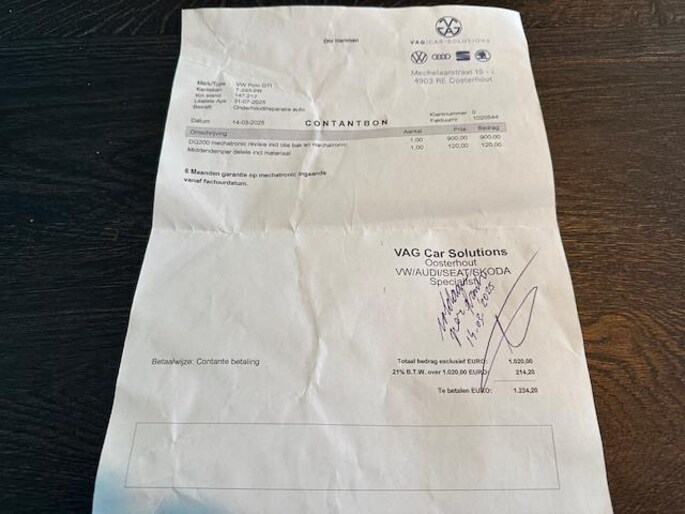 VAG|CAR-SOLUTIONS
Mechelaarstraat 15 - j
4903 RE Oosterhout
Merk/Type VW Polo GTI
Kenteken
Km stand 147.212
Laatste Apk 31-07-2025
Betreft Onderhoud/reparatie auto
Klantnummer 0
Datum 14-03-2025 CONTANTBON Faktuurnr. 1020544
Omschrijving Aantal Prijs Bedrag
DQ200 mechatronic revisie incl olie bak en mechatronic 1,00 900,00 900,00
Middendemper delete incl materiaal 1,00 120,00 120,00
6 Maanden garantie op mechatronic ingaande
vanaf factuurdatum.
VAG Car Solutions
Oosterhout
VW/AUDI/SEAT/SKODA
Specialist
Betaalwijze: Contante betaling
Totaal bedrag exclusief EURO: 1.020,00
21% B.T.W. over 1.020,00 EURO: 214,20
Te betalen EURO: 1.234,20